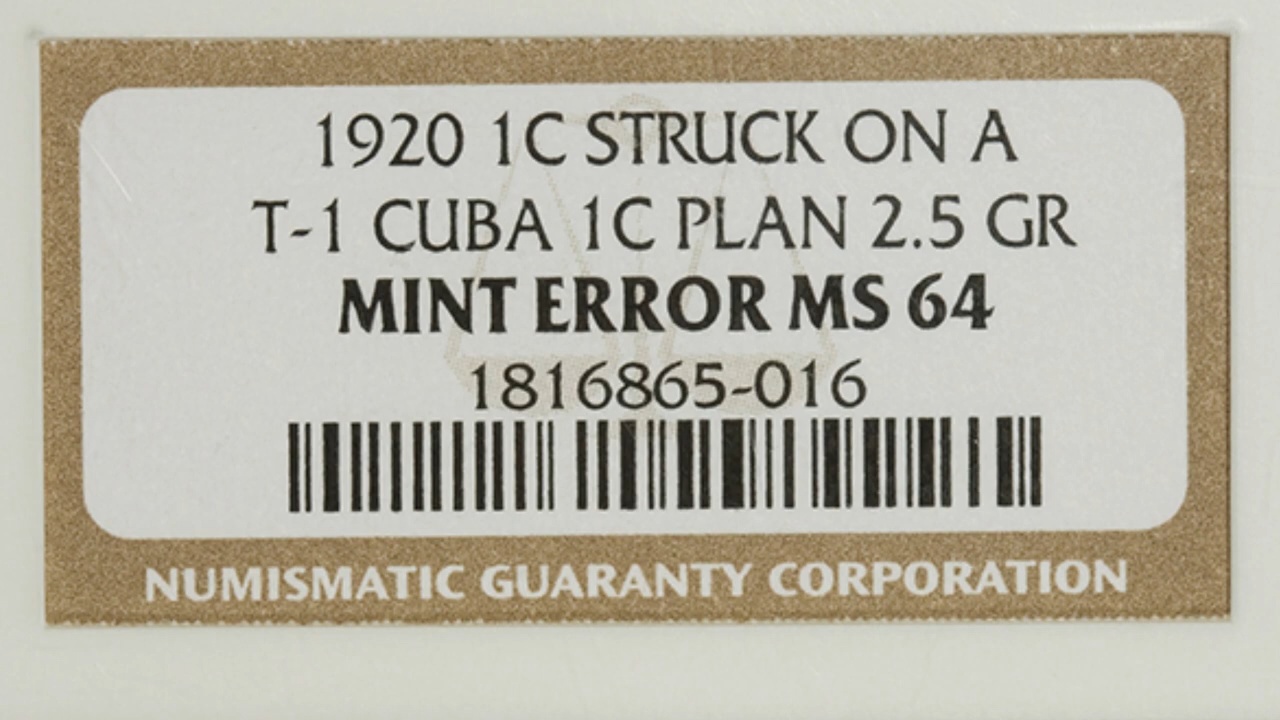 1920 1C STRUCK ON A
T-1 CUBA 1C PLAN 2.5 GR
MINT ERROR MS 64
1816865-016
NUMISMATIC GUARANTY CORPORATION